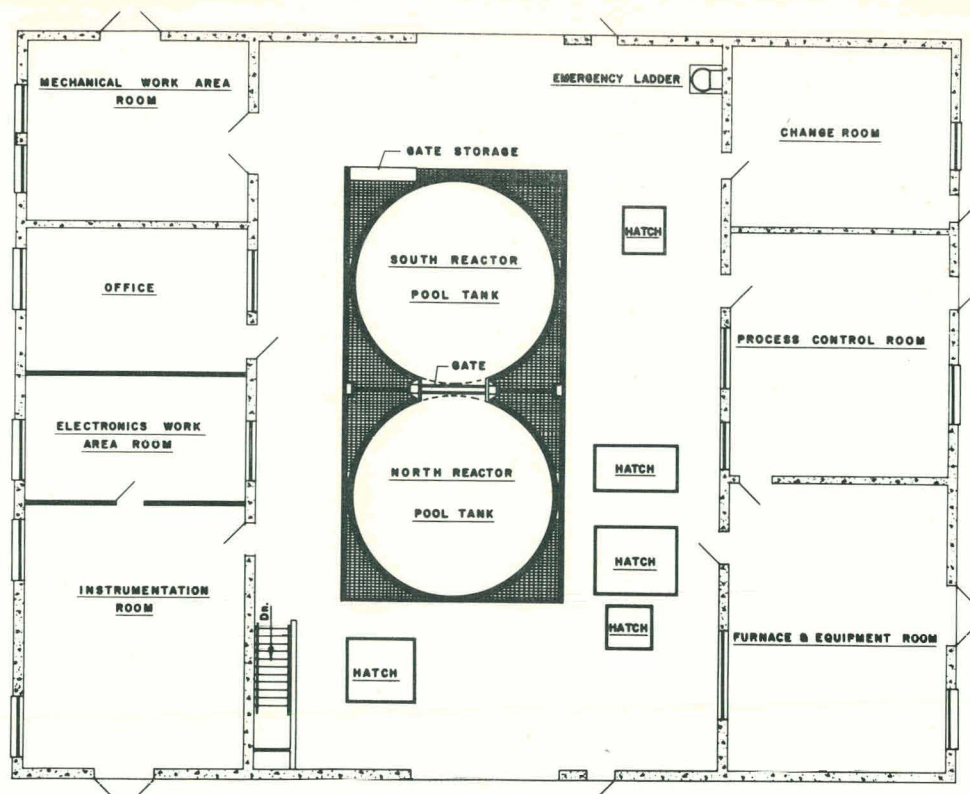 MECHANICAL WORK AREA
ROOM
EMERGENCY LADDER
CHANGE ROOM
GATE STORAGE
HATCH
SOUTH REACTOR
POOL TANK
OFFICE
PROCESS CONTROL ROOM
GATE
ELECTRONICS WORK
AREA ROOM
NORTH REACTOR
POOL TANK
HATCH
HATCH
INSTRUMENTATION
ROOM
Dn.
HATCH
FURNACE & EQUIPMENT ROOM
HATCH